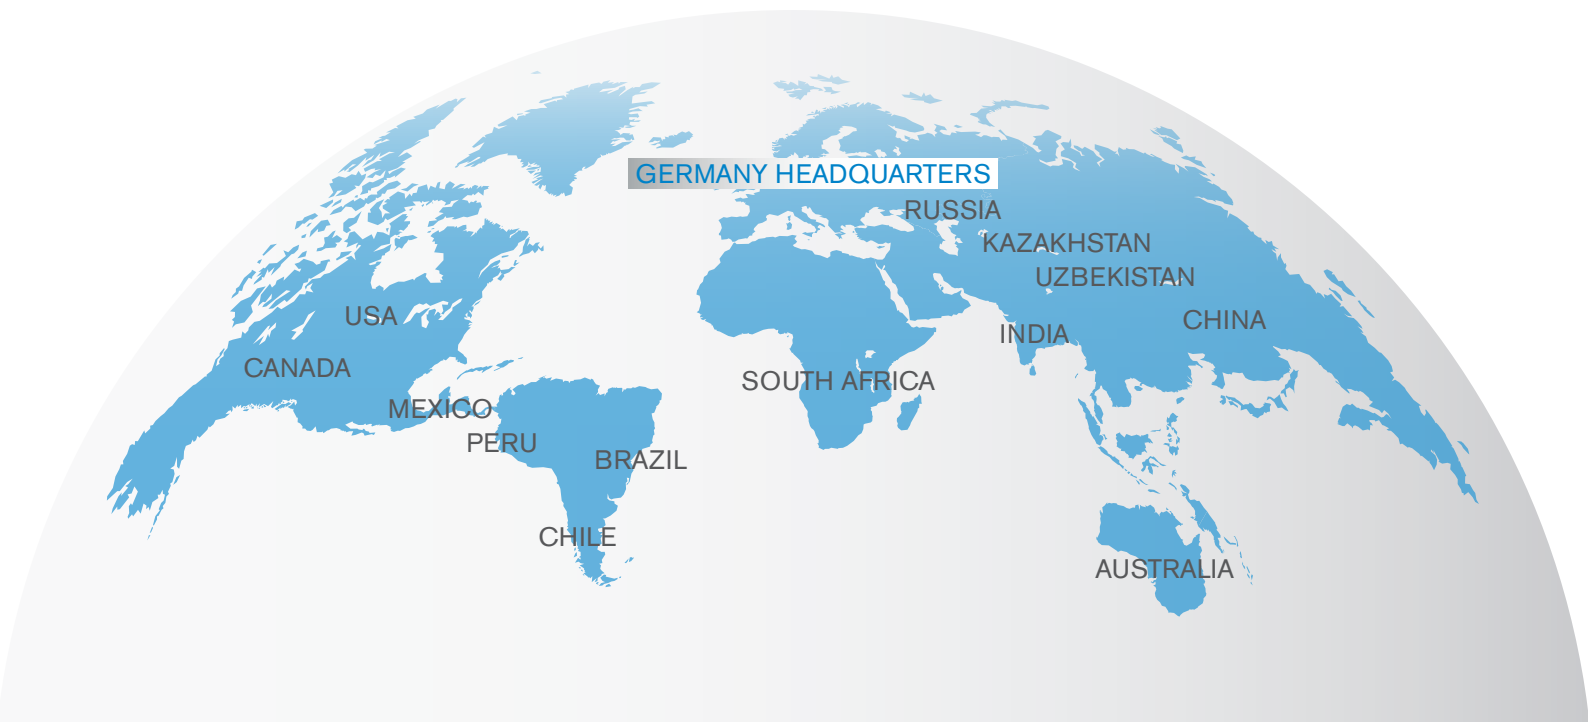 GERMANY HEADQUARTERS
RUSSIA
KAZAKHSTAN
UZBEKISTAN
USA
CHINA
INDIA
CANADA
SOUTH AFRICA
MEXICO
PERU
BRAZIL
CHILE
AUSTRALIA